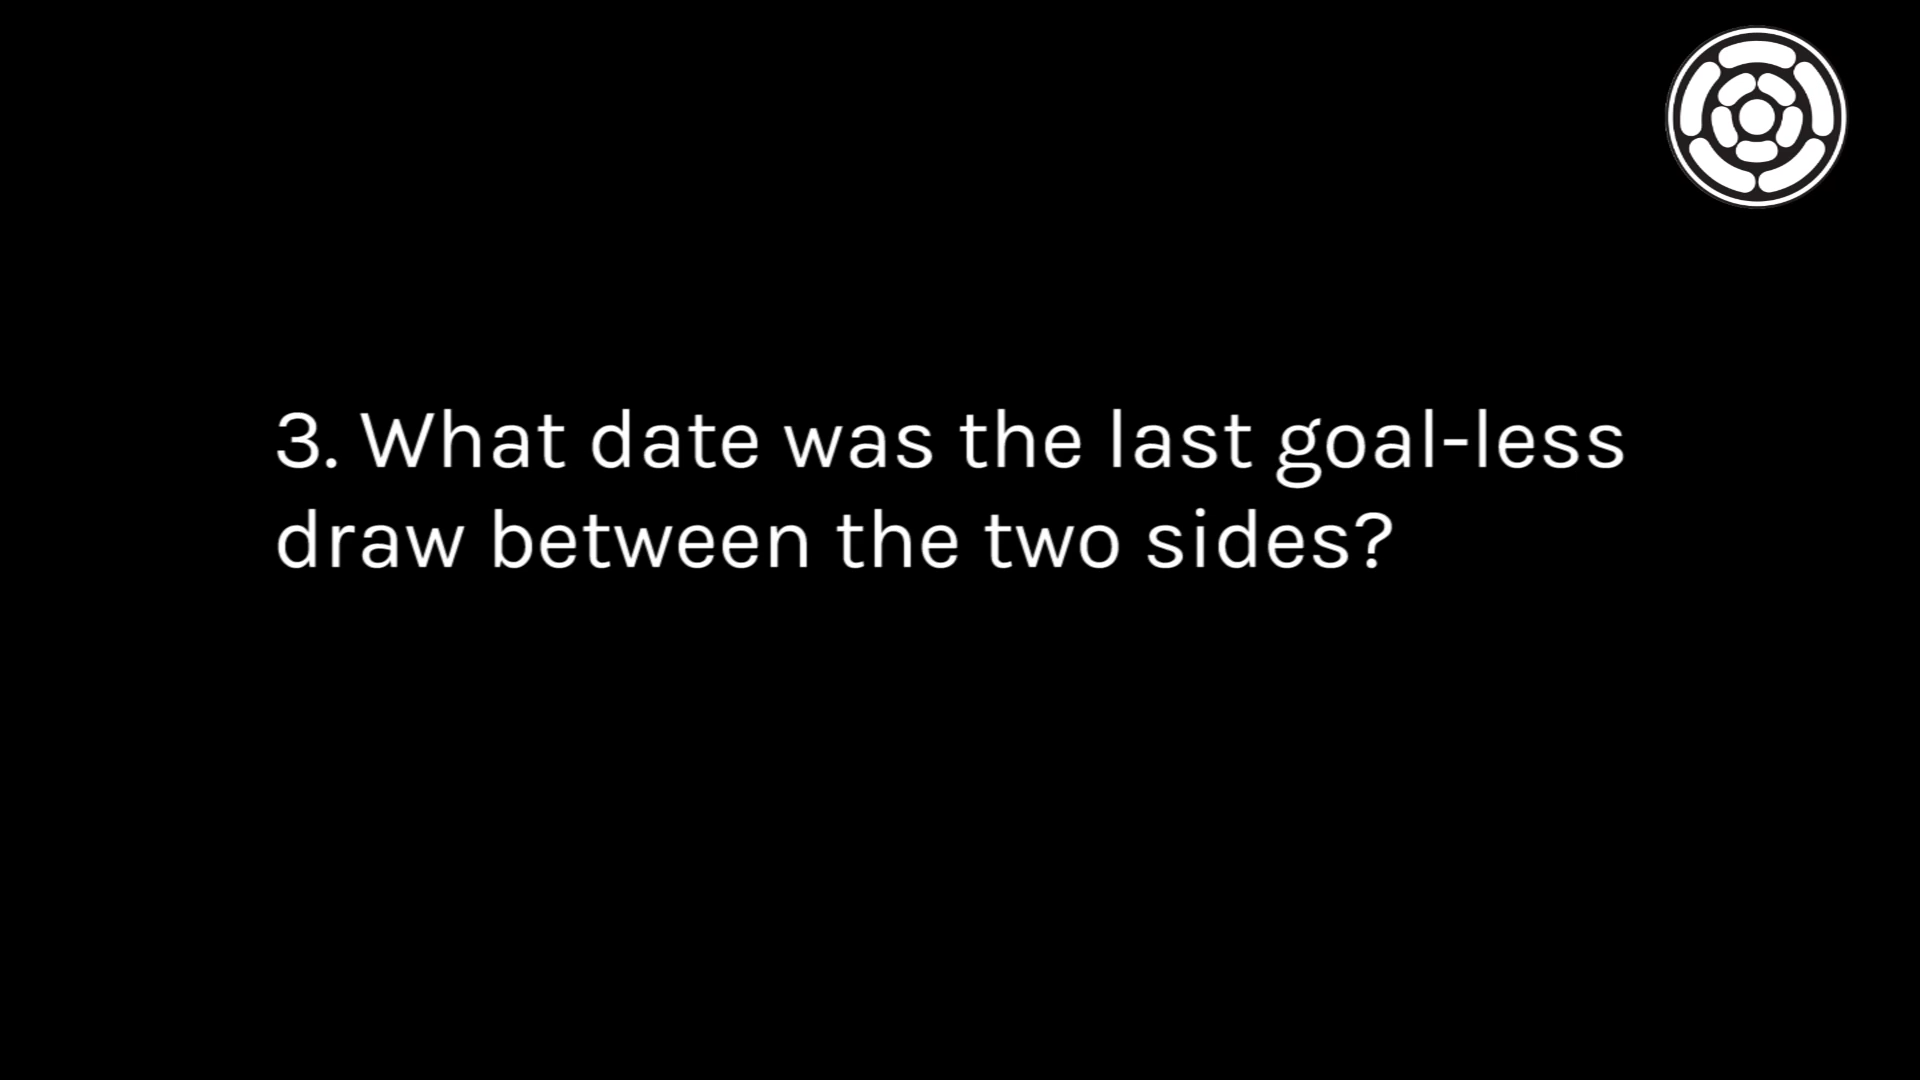 3. What date was the last goal-less
draw between the two sides?